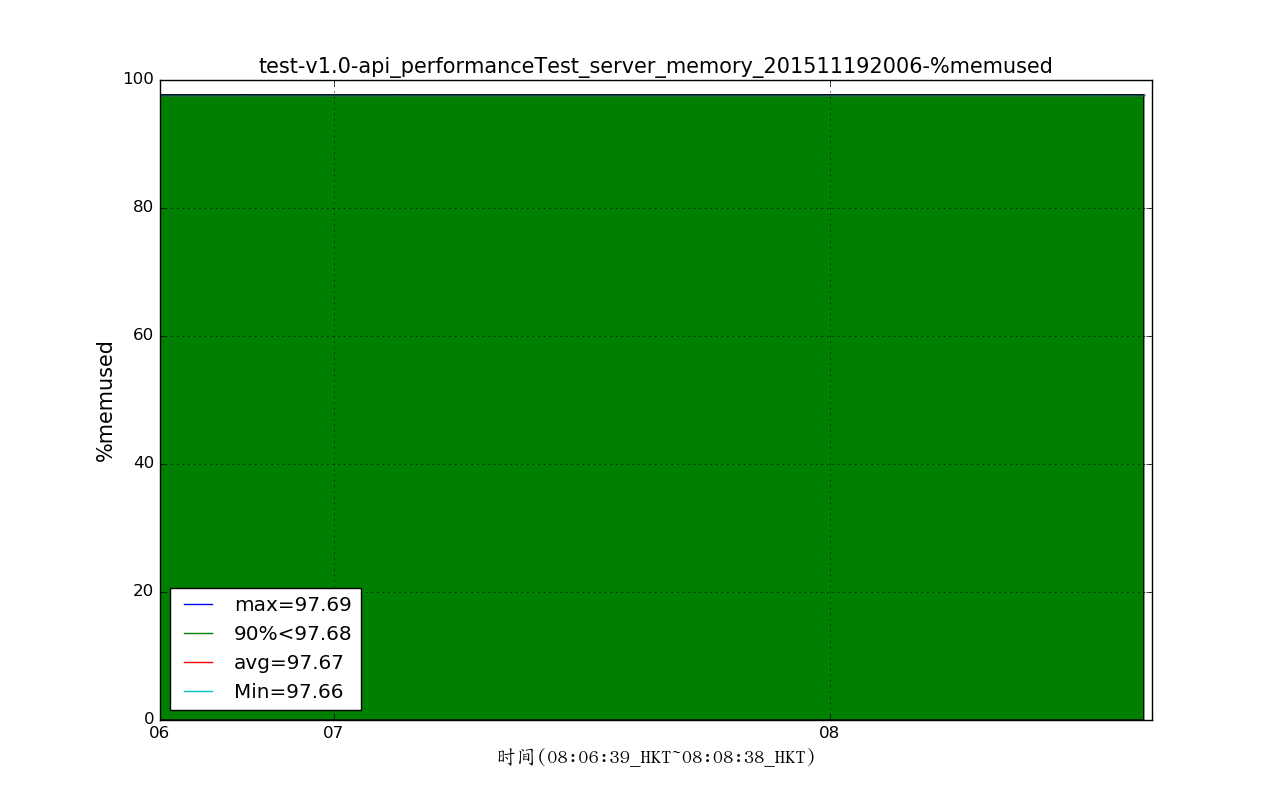 test-v1.0-api_performanceTest_server_memory_201511192006-%memused
100
80
60
40
20
0
%memused
max=97.69
90%<97.68
avg=97.67
Min=97.66
06 07 08
时间(08:06:39_HKT~08:08:38_HKT)